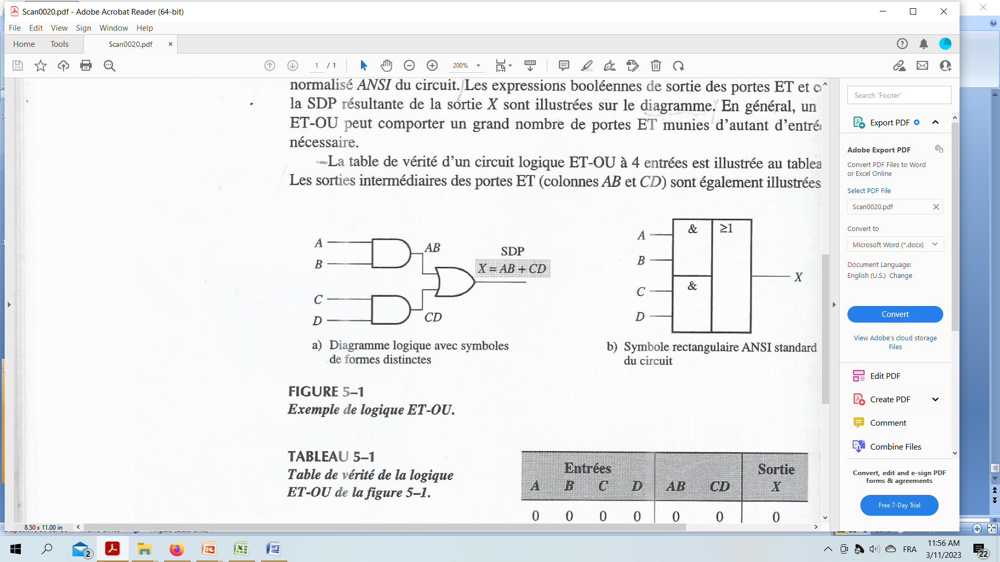 Scan0020.pdf - Adobe Acrobat Reader (64-bit)
File Edit View Sign Window Help
Home Tools Scan0020.pdf
1 / 1 200%
normalisé ANSI du circuit. Les expressions booléennes de sortie des portes ET et
la SDP résultante de la sortie X sont illustrées sur le diagramme. En général, un
ET-OU peut comporter un grand nombre de portes ET munies d'autant
nécessaire.
La table de vérité d'un circuit logique ET-OU à 4 entrées est illustrée au
Les sorties intermédiaires des portes ET (colonnes AB et CD) sont également illustrées
A
B
C
D
AB
CD
SDP
X = AB + CD
a) Diagramme logique avec symboles
de formes distinctes
A
B
C
D
&
&
≥1
X
b) Symbole rectangulaire ANSI standard
du circuit
FIGURE 5–1
Exemple de logique ET-OU.
TABLEAU 5–1
Table de vérité de la logique
ET-OU de la figure 5–1.
Entrées Sortie
A B C D AB CD X
0 0 0 0 0 0 0
8.50 x 11.00 in
Search 'Footer'
Export PDF
Adobe Export PDF
Convert PDF Files to Word
or Excel Online
Select PDF File
Scan0020.pdf
Convert to
Microsoft Word (*.docx)
Document Language:
English (U.S.) Change
Convert
View Adobe's cloud storage
Files
Edit PDF
Create PDF
Comment
Combine Files
Convert, edit and e-sign PDF
forms & agreements
Free 7-Day Trial
2
FRA
11:56 AM
3/11/2023
22